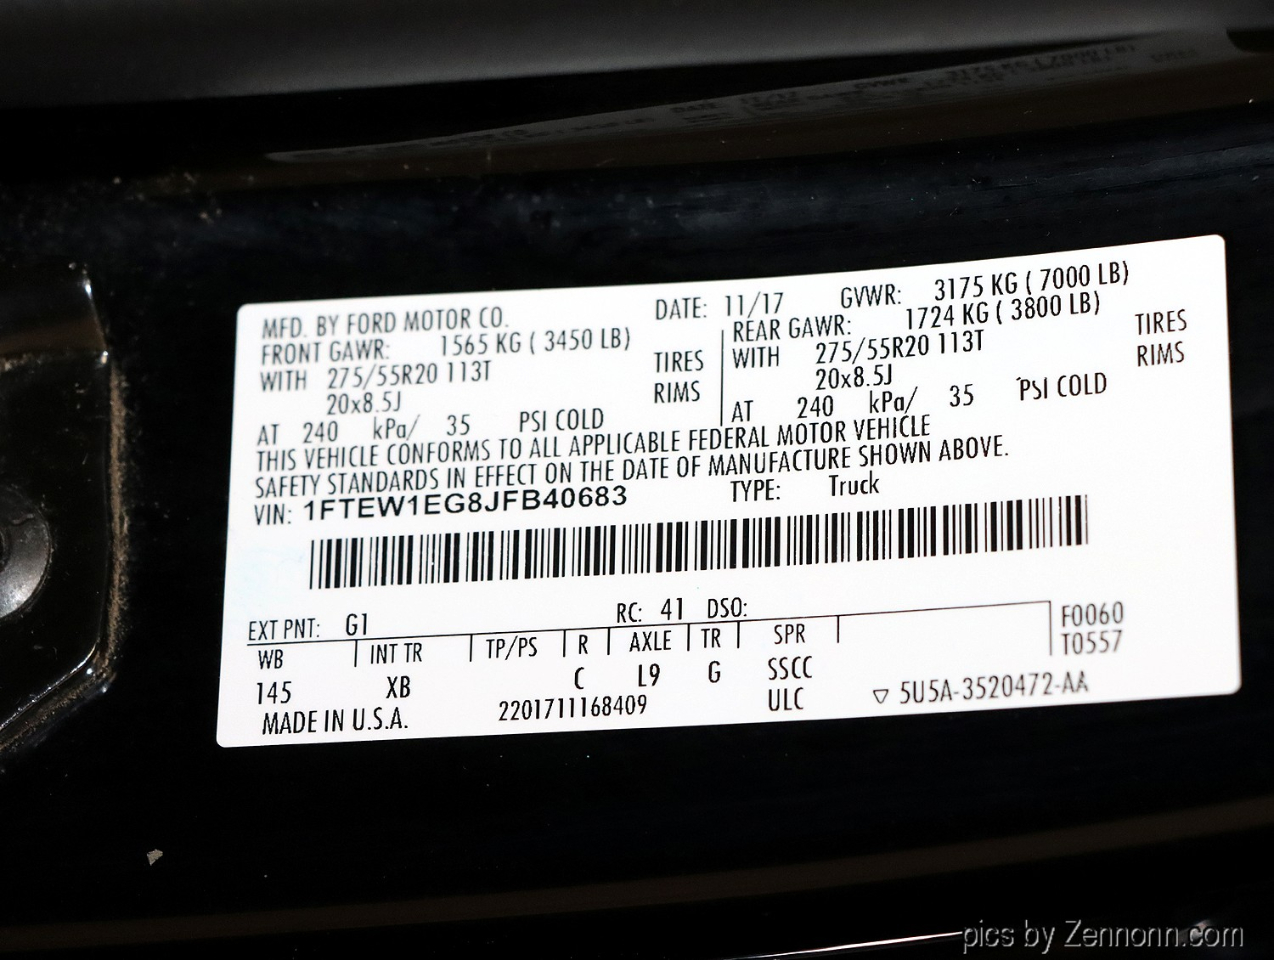 MFD. BY FORD MOTOR CO. DATE: 11/17 GVWR: 3175 KG ( 7000 LB)
FRONT GAWR: 1565 KG ( 3450 LB) REAR GAWR: 1724 KG ( 3800 LB)
WITH 275/55R20 113T TIRES WITH 275/55R20 113T TIRES
20x8.5J RIMS 20x8.5J RIMS
AT 240 kPa/ 35 PSI COLD AT 240 kPa/ 35 PSI COLD
THIS VEHICLE CONFORMS TO ALL APPLICABLE FEDERAL MOTOR VEHICLE
SAFETY STANDARDS IN EFFECT ON THE DATE OF MANUFACTURE SHOWN ABOVE.
VIN: 1FTEW1EG8JFB40683 TYPE: Truck
EXT PNT: G1 RC: 41 DSO: F0060
WB INT TR TP/PS R AXLE TR SPR T0557
145 XB C L9 G SSCC
MADE IN U.S.A. 2201711168409 ULC ▽ 5U5A-3520472-AA
pics by Zennonn.com